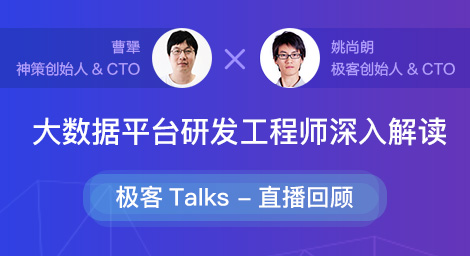 曹犟
神策创始人 & CTO
姚尚朗
极客创始人 & CTO
大数据平台研发工程师深入解读
极客 Talks – 直播回顾